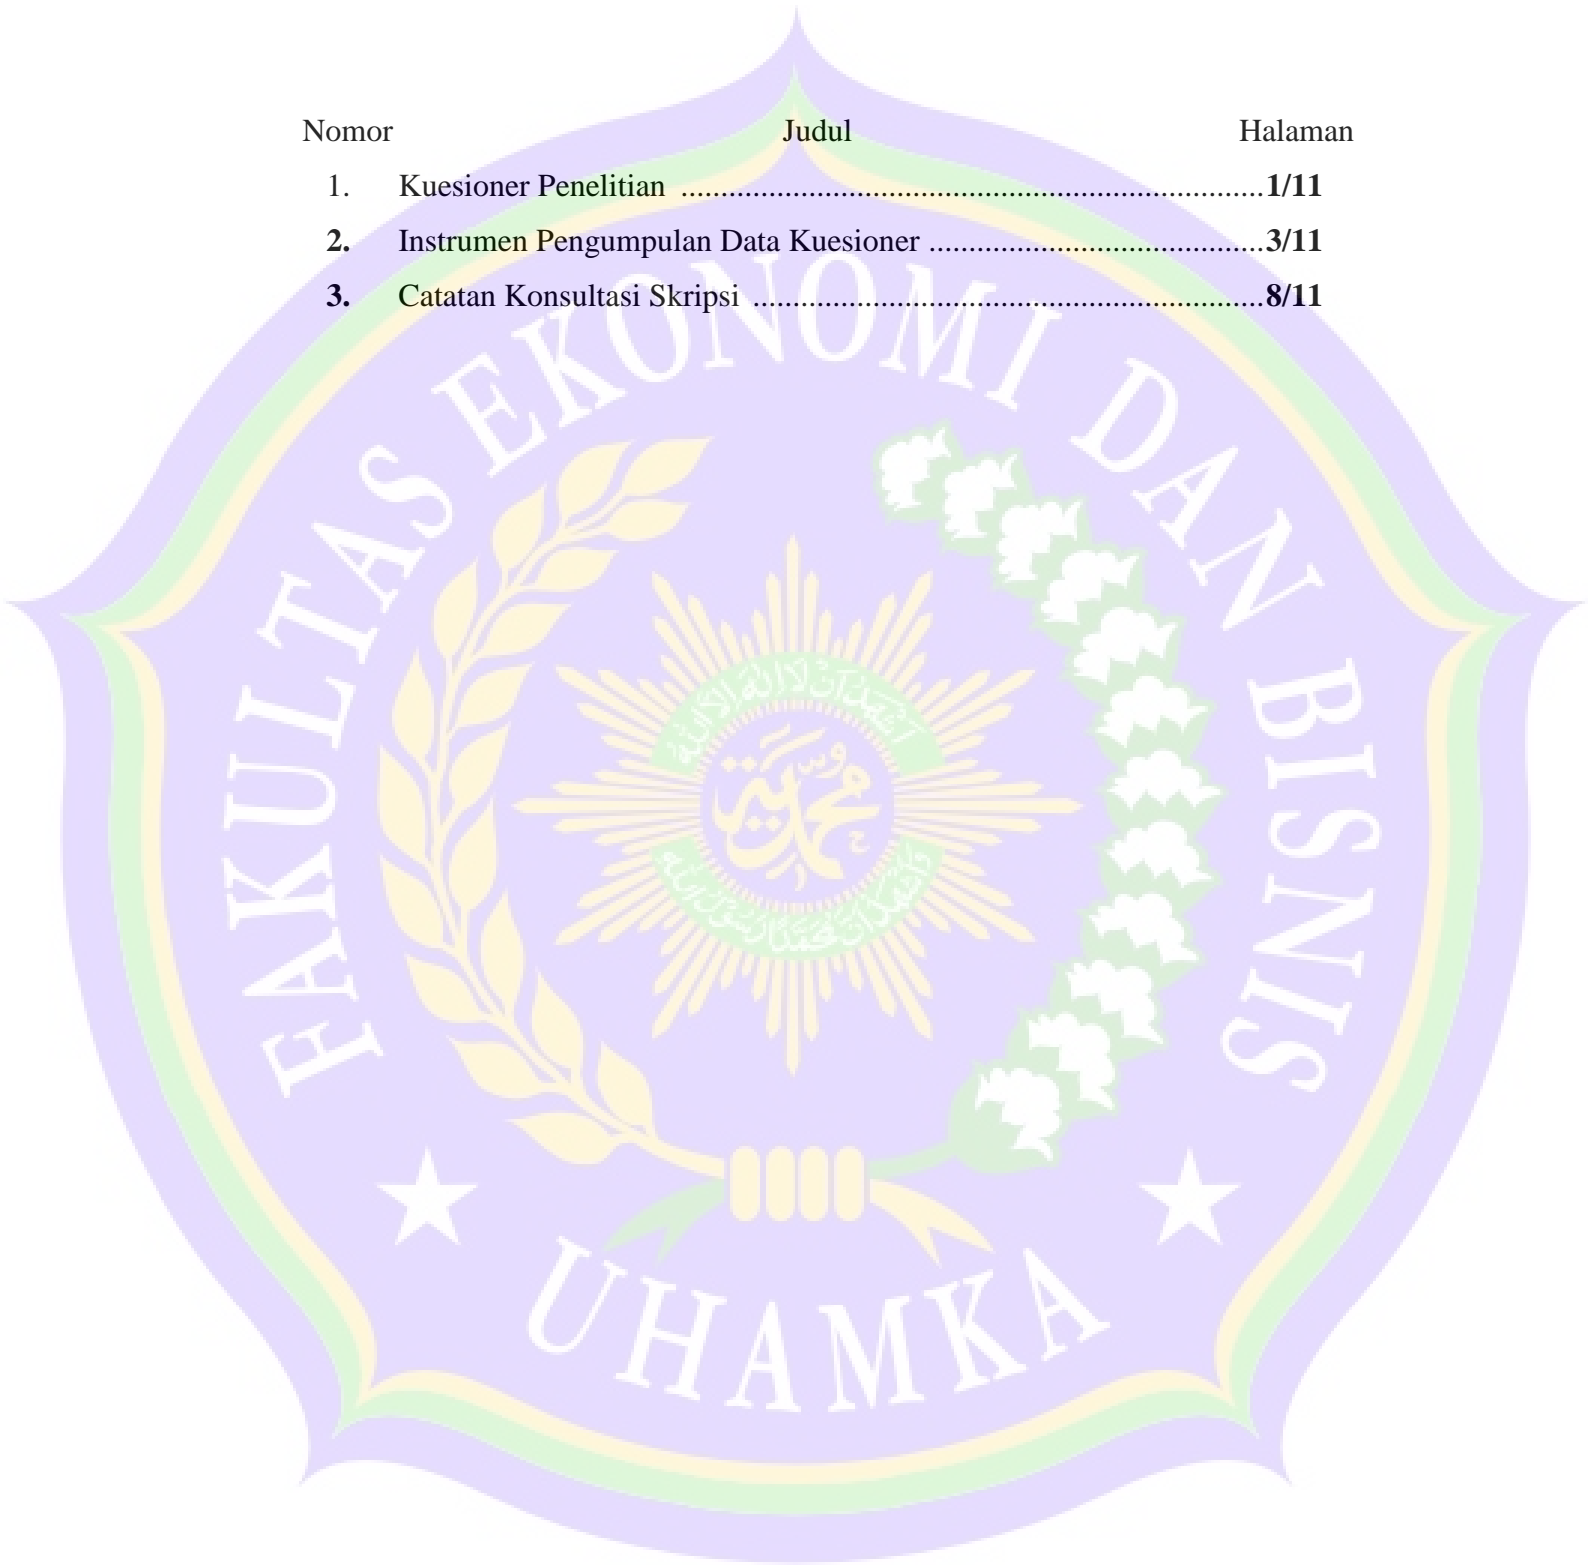 Nomor Judul Halaman
1. Kuesioner Penelitian ........................................................................1/11
2. Instrumen Pengumpulan Data Kuesioner .........................................3/11
3. Catatan Konsultasi Skripsi ...............................................................8/11
FAKULTAS EKONOMI DAN BISNIS
محمدية
UHAMKA